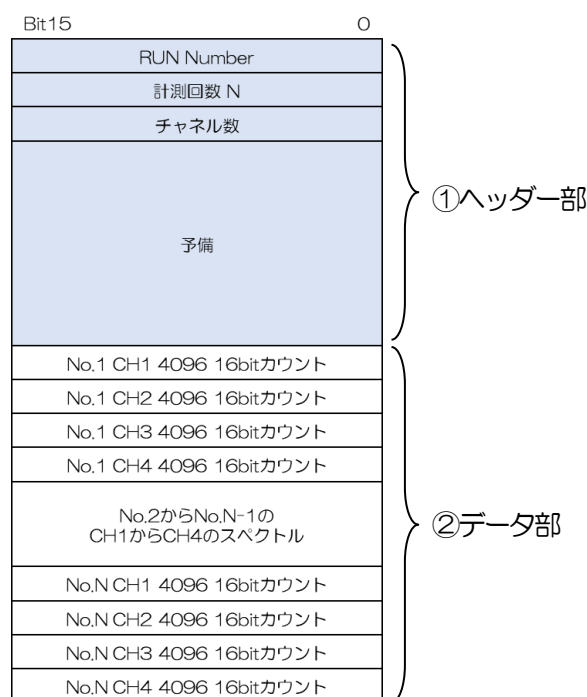 Bit15 0
RUN Number
計測回数 N
チャネル数
予備
①ヘッダー部
No.1 CH1 4096 16bitカウント
No.1 CH2 4096 16bitカウント
No.1 CH3 4096 16bitカウント
No.1 CH4 4096 16bitカウント
No.2からNo.N-1の
CH1からCH4のスペクトル
②データ部
No.N CH1 4096 16bitカウント
No.N CH2 4096 16bitカウント
No.N CH3 4096 16bitカウント
No.N CH4 4096 16bitカウント